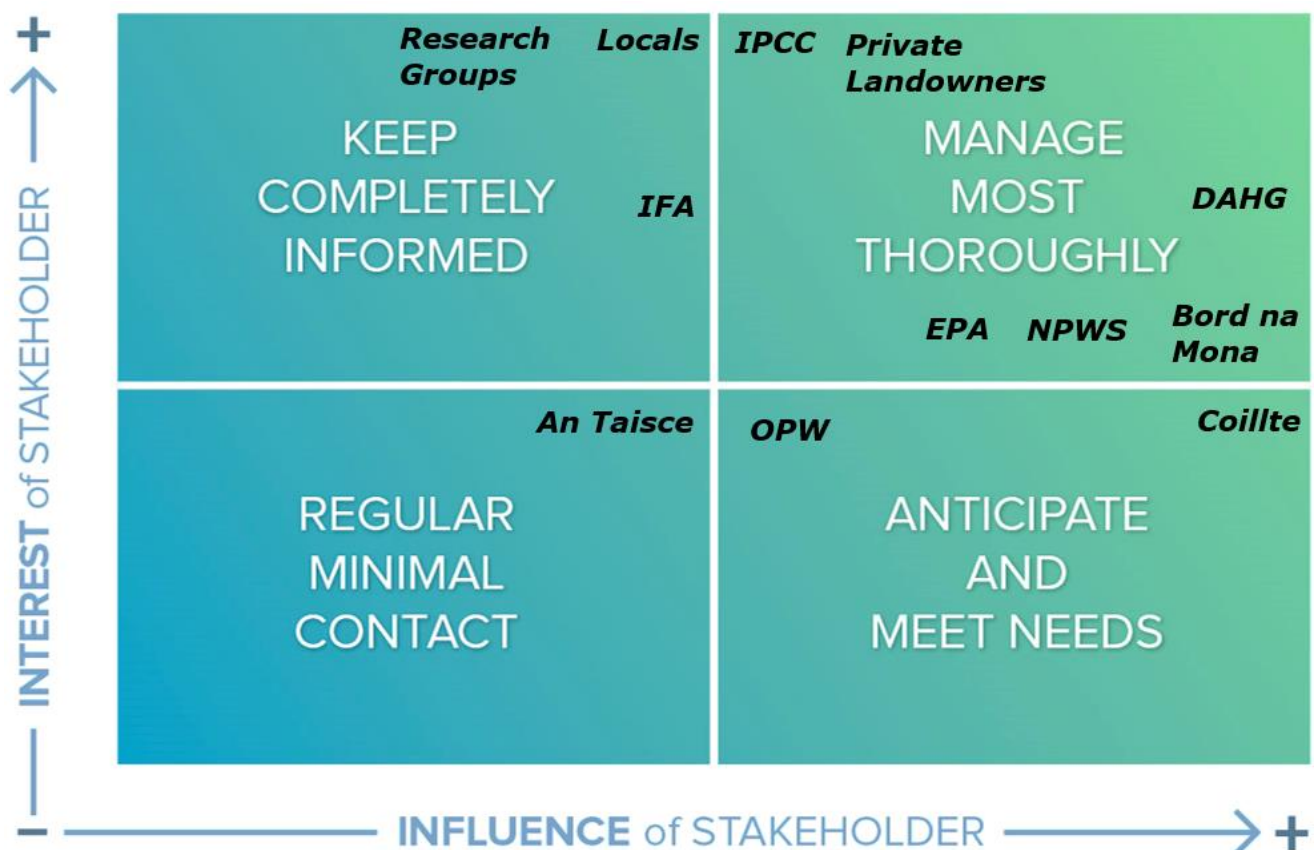 +
INTEREST of STAKEHOLDER
Research
Groups
Locals
KEEP
COMPLETELY
INFORMED
IFA
IPCC
Private
Landowners
MANAGE
MOST
THOROUGHLY
DAHG
EPA
NPWS
Bord na
Mona
An Taisce
REGULAR
MINIMAL
CONTACT
OPW
Coillte
ANTICIPATE
AND
MEET NEEDS
–
INFLUENCE of STAKEHOLDER
+